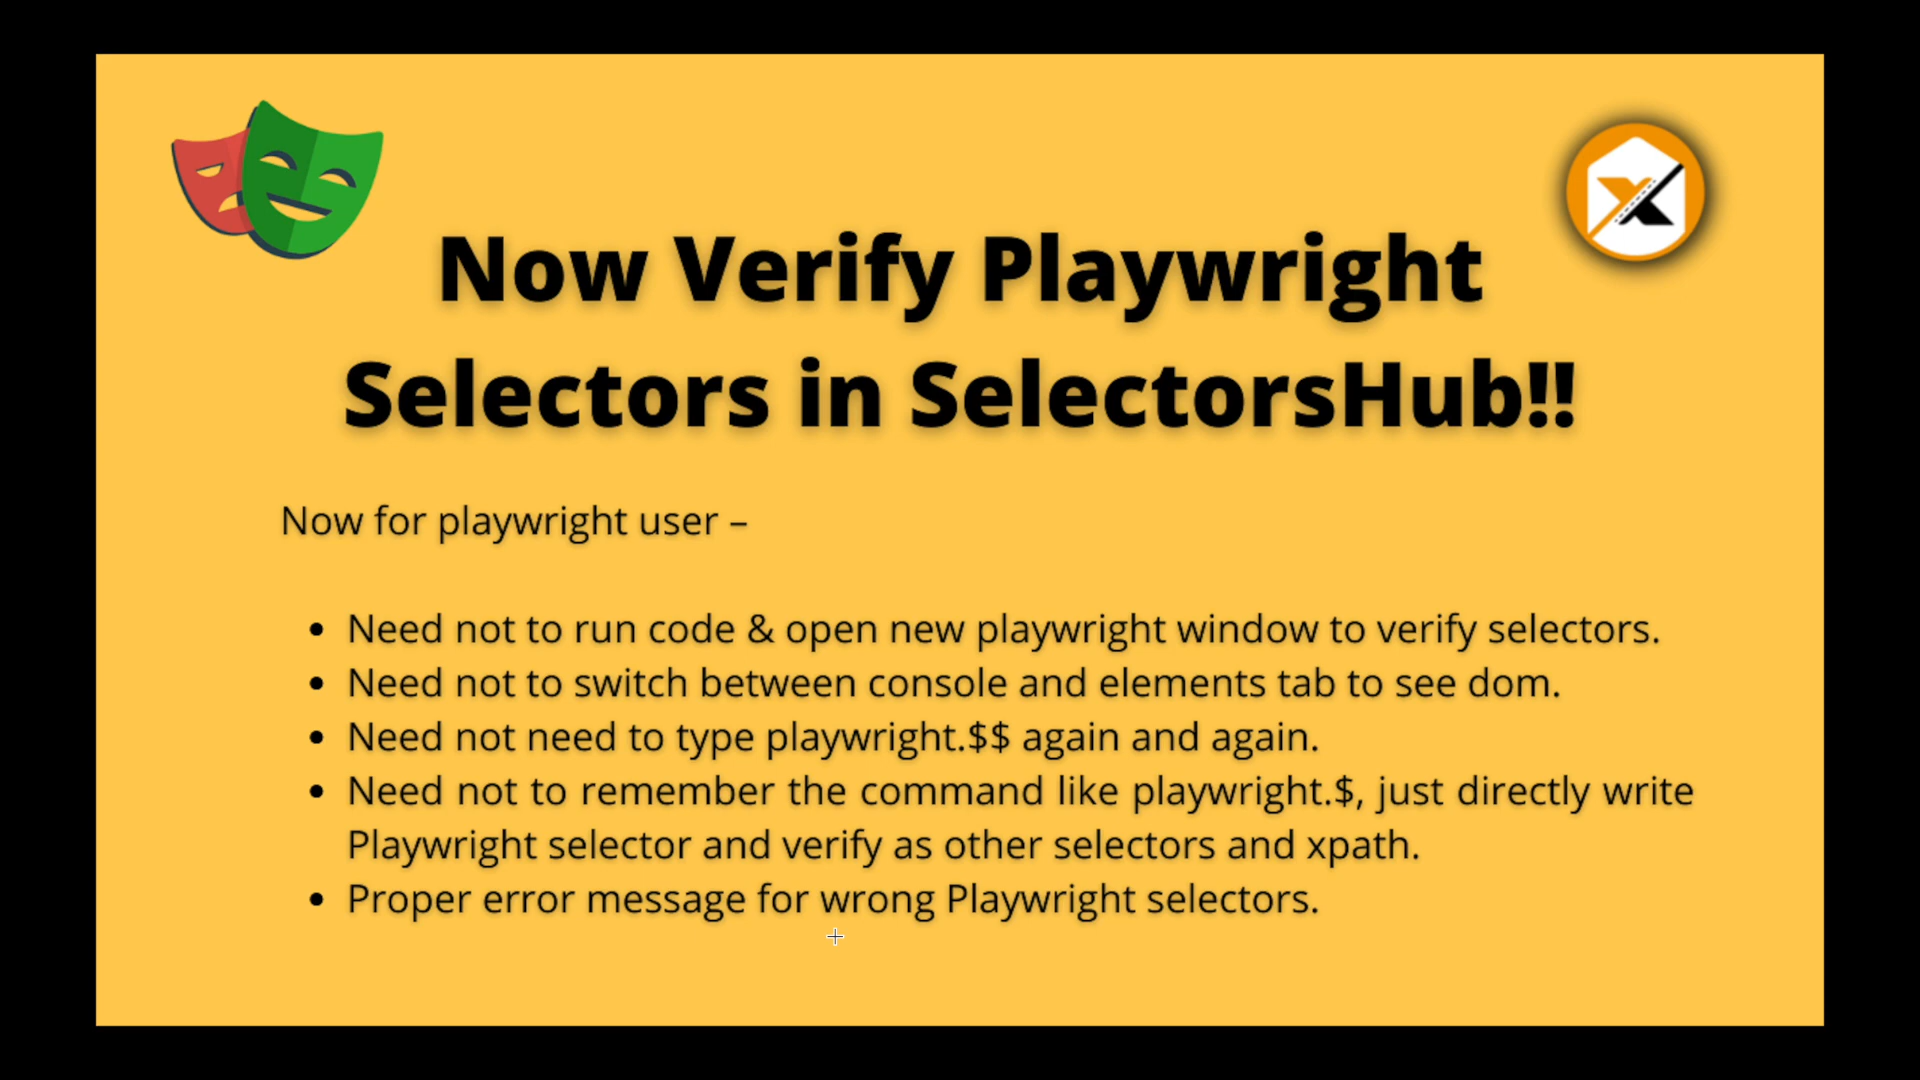 Now Verify Playwright
Selectors in SelectorsHub!!
Now for playwright user –
• Need not to run code & open new playwright window to verify selectors.
• Need not to switch between console and elements tab to see dom.
• Need not need to type playwright.$$ again and again.
• Need not to remember the command like playwright.$, just directly write
Playwright selector and verify as other selectors and xpath.
• Proper error message for wrong Playwright selectors.